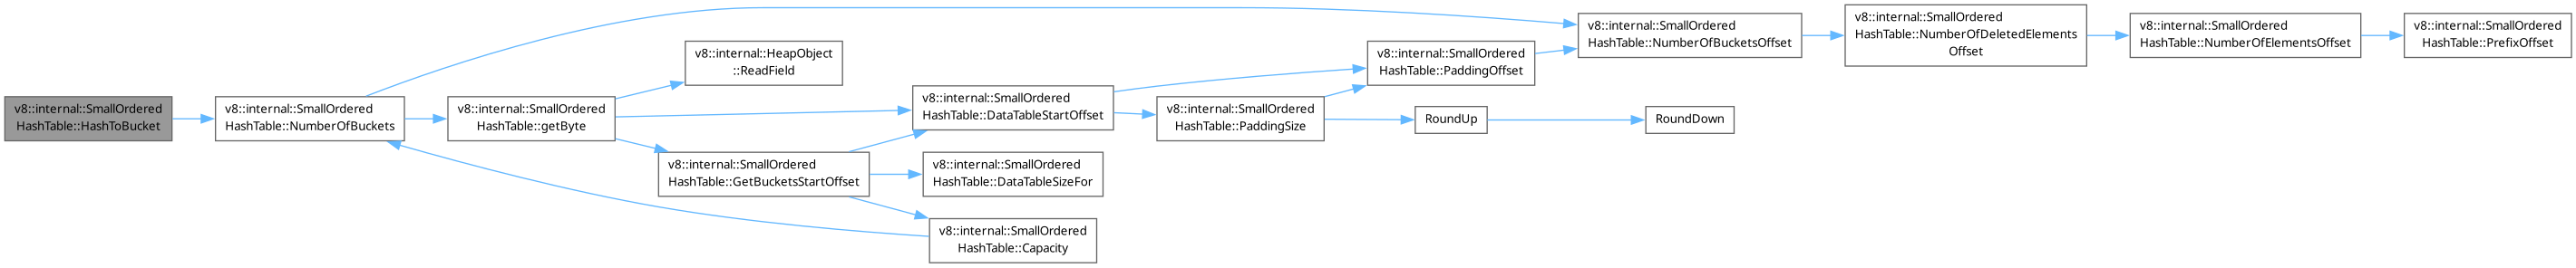 v8::internal::SmallOrdered
HashTable::HashToBucket
v8::internal::SmallOrdered
HashTable::NumberOfBuckets
v8::internal::SmallOrdered
HashTable::getByte
v8::internal::HeapObject
::ReadField
v8::internal::SmallOrdered
HashTable::GetBucketsStartOffset
v8::internal::SmallOrdered
HashTable::DataTableStartOffset
v8::internal::SmallOrdered
HashTable::DataTableSizeFor
v8::internal::SmallOrdered
HashTable::Capacity
v8::internal::SmallOrdered
HashTable::PaddingSize
v8::internal::SmallOrdered
HashTable::PaddingOffset
RoundUp
RoundDown
v8::internal::SmallOrdered
HashTable::NumberOfBucketsOffset
v8::internal::SmallOrdered
HashTable::NumberOfDeletedElements
Offset
v8::internal::SmallOrdered
HashTable::NumberOfElementsOffset
v8::internal::SmallOrdered
HashTable::PrefixOffset